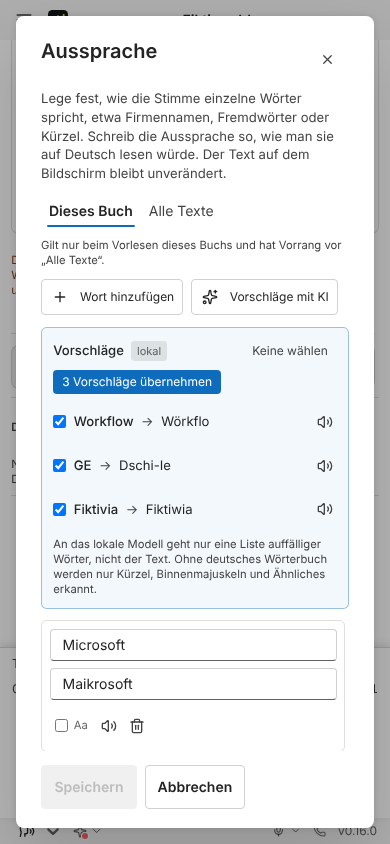 Aussprache
Lege fest, wie die Stimme einzelne Wörter
spricht, etwa Firmennamen, Fremdwörter oder
Kürzel. Schreib die Aussprache so, wie man sie
auf Deutsch lesen würde. Der Text auf dem
Bildschirm bleibt unverändert.
Dieses Buch Alle Texte
Gilt nur beim Vorlesen dieses Buchs und hat Vorrang vor
„Alle Texte“.
Wort hinzufügen Vorschläge mit KI
Vorschläge lokal Keine wählen
3 Vorschläge übernehmen
Workflow → Wörkflo
GE → Dschi-Ie
Fiktivia → Fiktiwia
An das lokale Modell geht nur eine Liste auffälliger
Wörter, nicht der Text. Ohne deutsches Wörterbuch
werden nur Kürzel, Binnenmajuskeln und Ähnliches
erkannt.
Microsoft
Maikrosoft
Aa
Speichern Abbrechen
v0.16.0